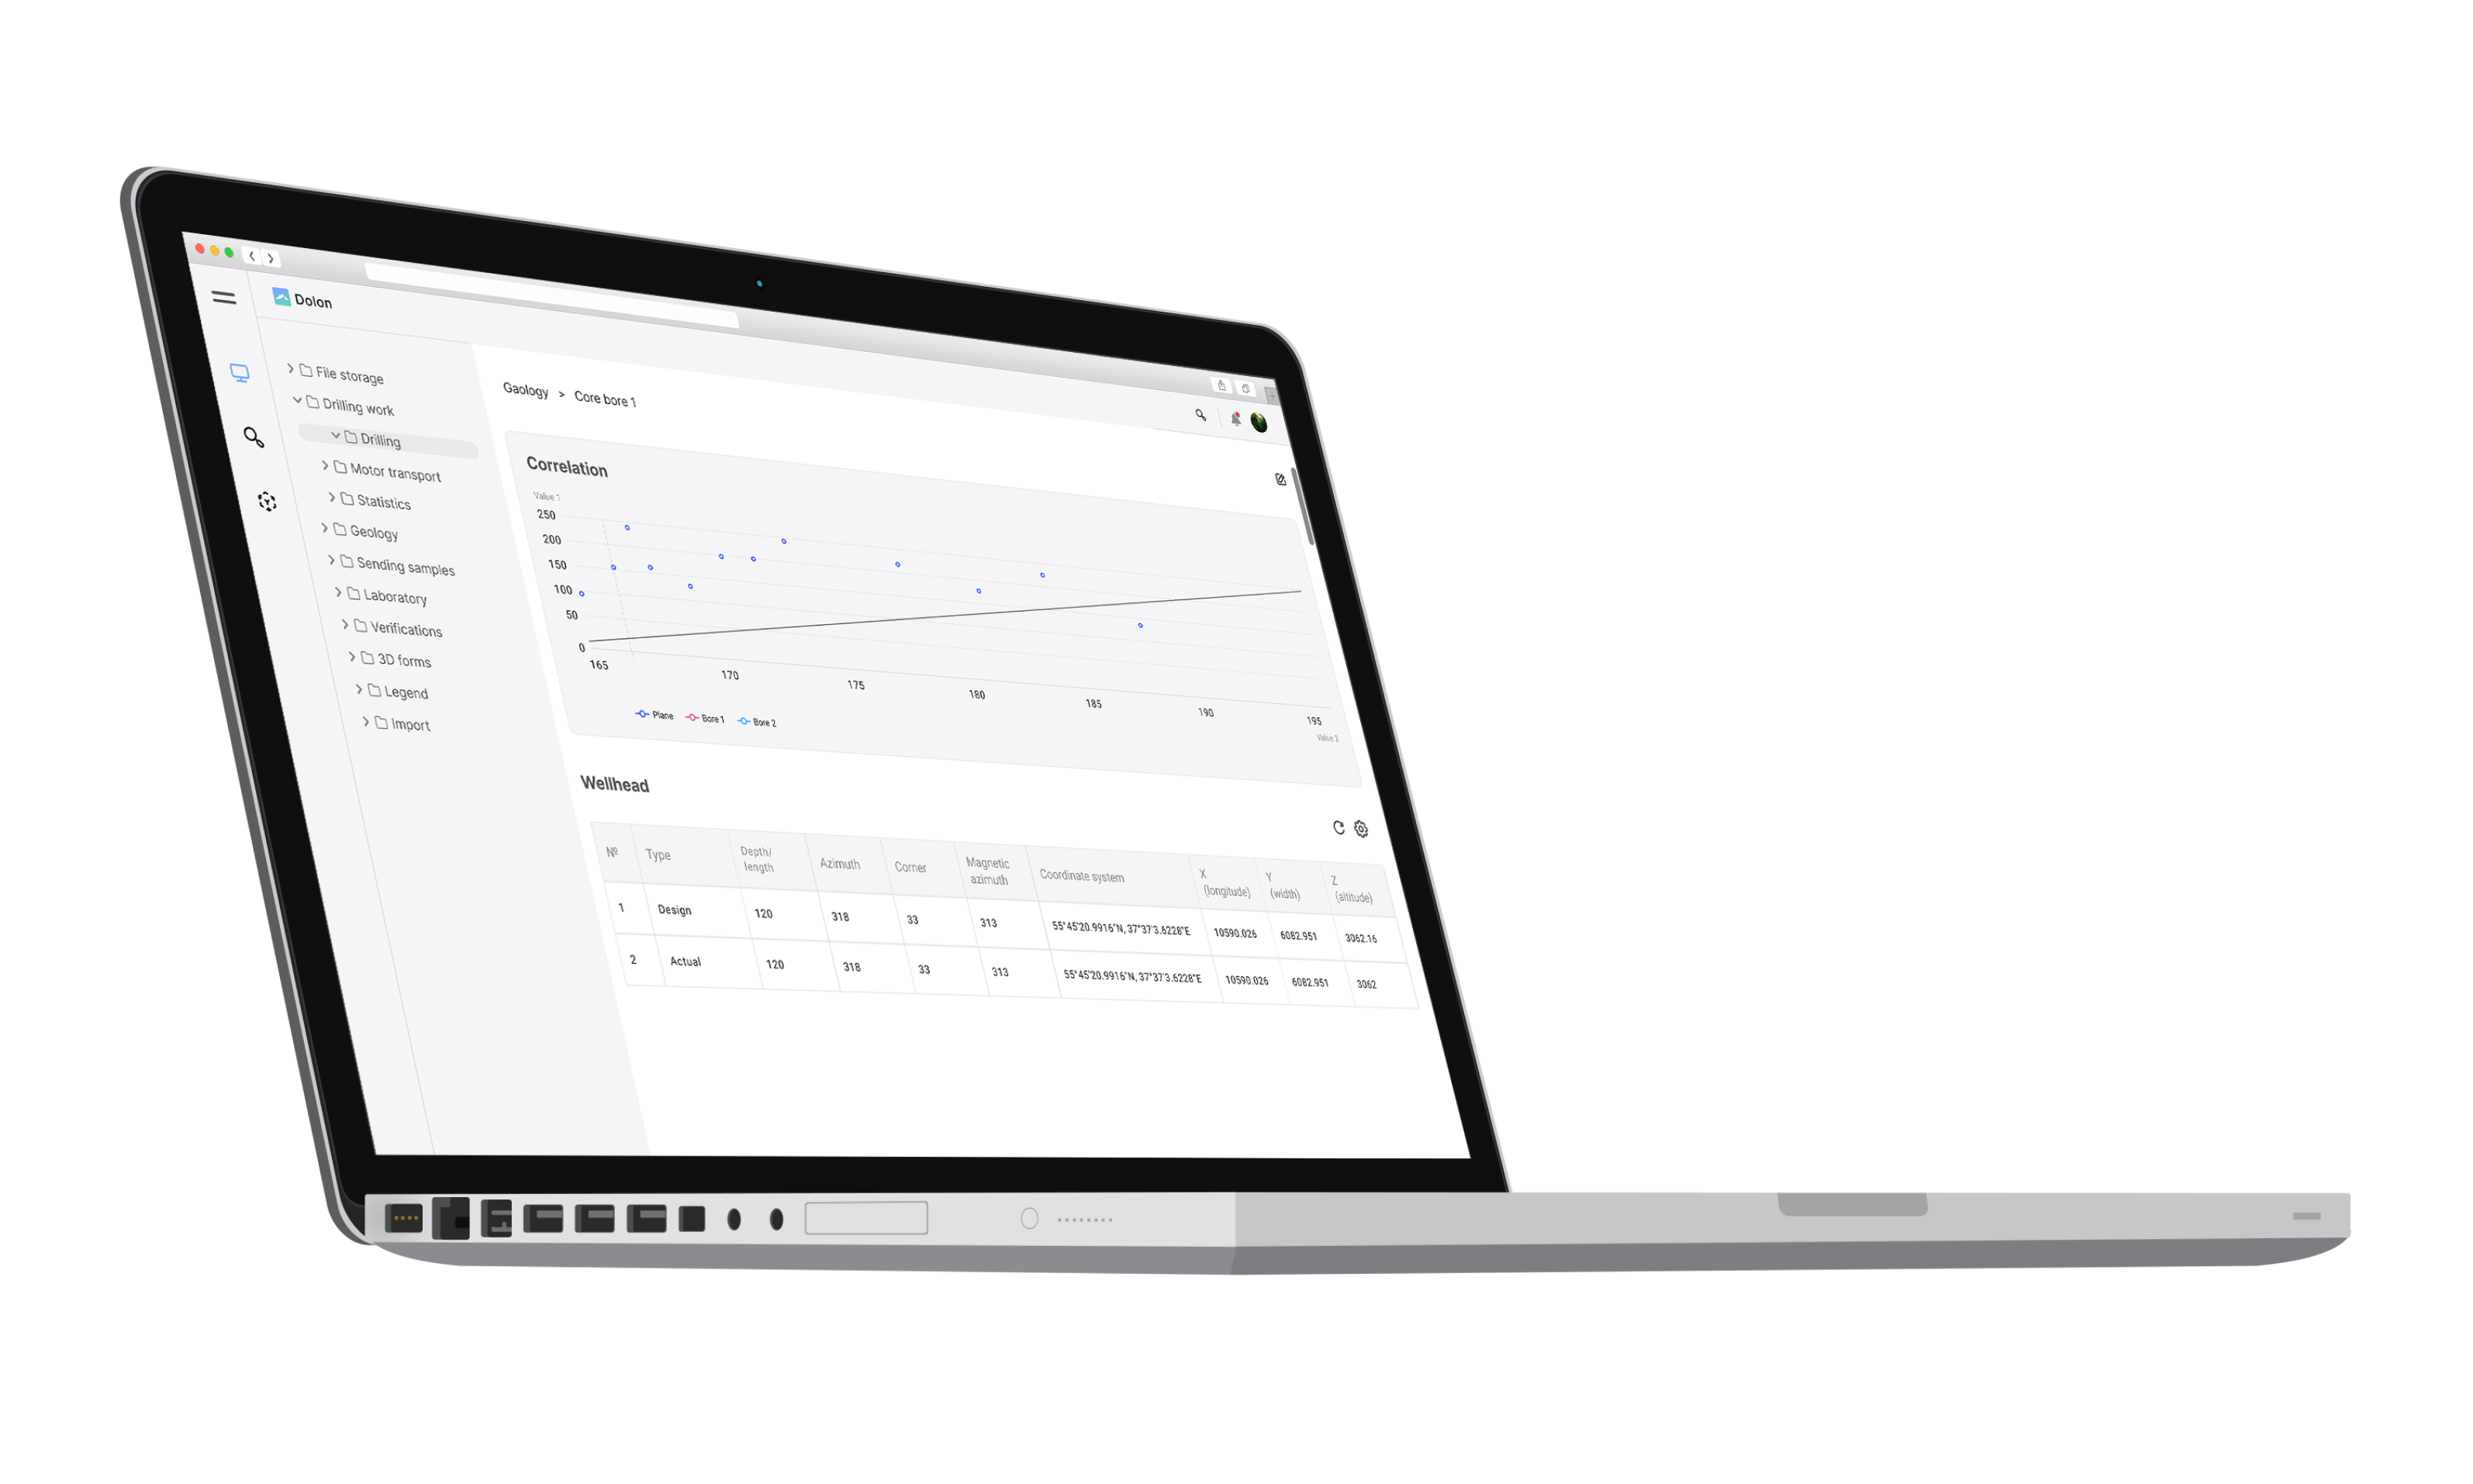 Dolon
File storage
Drilling work
Drilling
Motor transport
Statistics
Geology
Sending samples
Laboratory
Verifications
3D forms
Legend
Import
Gaology > Core bore 1
Correlation
Value 1
250
200
150
100
50
0
165 170 175 180 185 190 195
Value 2
Plane Bore 1 Bore 2
Wellhead
№ Type Depth/ length Azimuth Corner Magnetic azimuth Coordinate system X (longitude) Y (width) Z (altitude)
1 Design 120 318 33 313 55°45'20.9916"N, 37°37'3.6228"E 10590.026 6082.951 3062.16
2 Actual 120 318 33 313 55°45'20.9916"N, 37°37'3.6228"E 10590.026 6082.951 3062